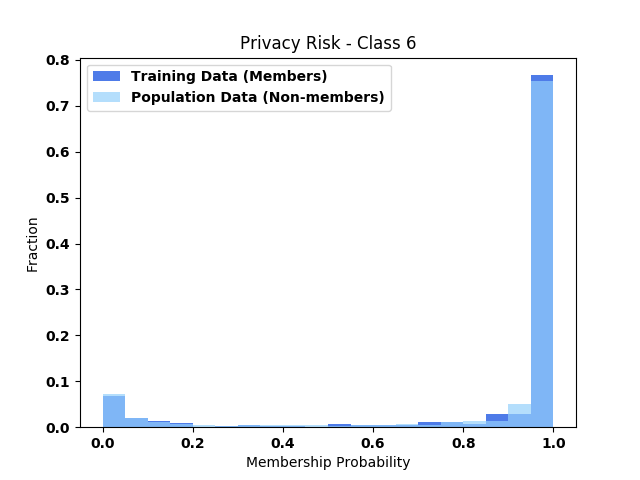 Privacy Risk - Class 6
Training Data (Members)
Population Data (Non-members)
0.8
0.7
0.6
0.5
0.4
0.3
0.2
0.1
0.0
Fraction
0.0 0.2 0.4 0.6 0.8 1.0
Membership Probability